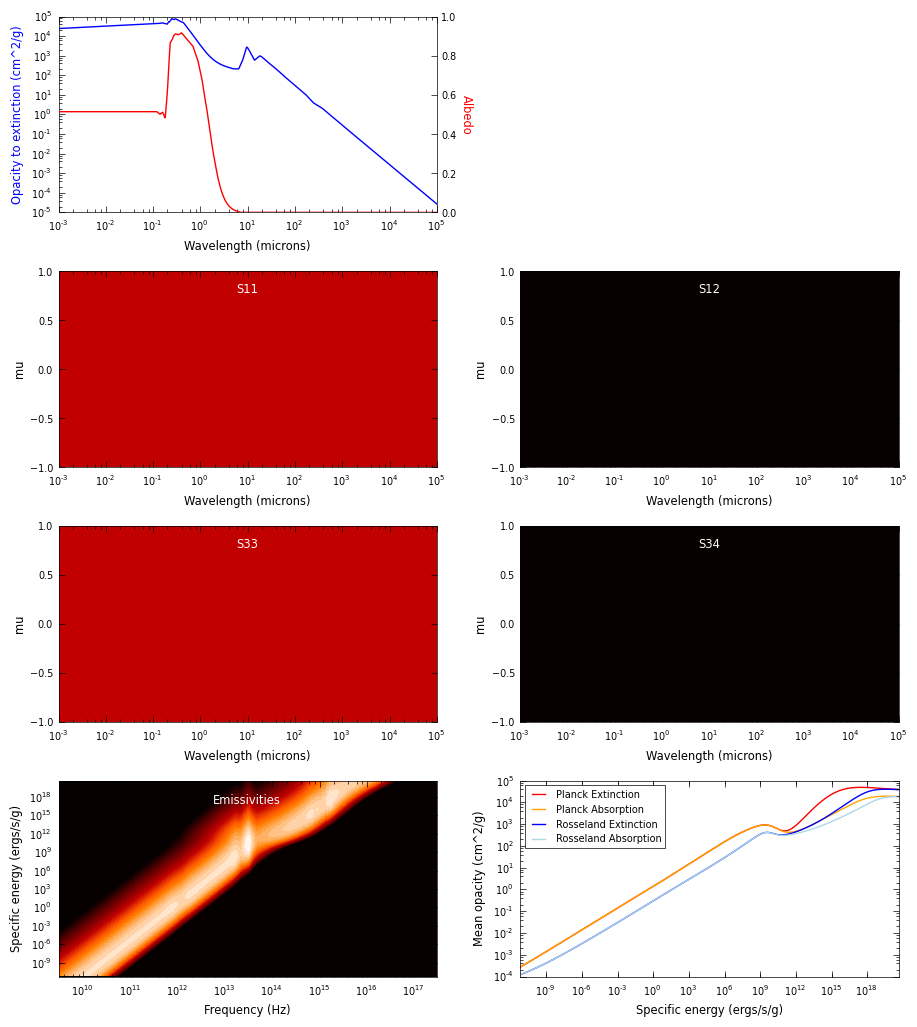 10^5
10^4
10^3
10^2
10^1
10^0
10^-1
10^-2
10^-3
10^-4
10^-5
Opacity to extinction (cm^2/g)
1.0
0.8
0.6
0.4
0.2
0.0
Albedo
10^-3 10^-2 10^-1 10^0 10^1 10^2 10^3 10^4 10^5
Wavelength (microns)
S11
1.0
0.5
0.0
−0.5
−1.0
mu
10^-3 10^-2 10^-1 10^0 10^1 10^2 10^3 10^4 10^5
Wavelength (microns)
S12
1.0
0.5
0.0
−0.5
−1.0
mu
10^-3 10^-2 10^-1 10^0 10^1 10^2 10^3 10^4 10^5
Wavelength (microns)
S33
1.0
0.5
0.0
−0.5
−1.0
mu
10^-3 10^-2 10^-1 10^0 10^1 10^2 10^3 10^4 10^5
Wavelength (microns)
S34
1.0
0.5
0.0
−0.5
−1.0
mu
10^-3 10^-2 10^-1 10^0 10^1 10^2 10^3 10^4 10^5
Wavelength (microns)
Emissivities
10^18
10^15
10^12
10^9
10^6
10^3
10^0
10^-3
10^-6
10^-9
Specific energy (ergs/s/g)
10^10 10^11 10^12 10^13 10^14 10^15 10^16 10^17
Frequency (Hz)
Planck Extinction
Planck Absorption
Rosseland Extinction
Rosseland Absorption
10^5
10^4
10^3
10^2
10^1
10^0
10^-1
10^-2
10^-3
10^-4
Mean opacity (cm^2/g)
10^-9 10^-6 10^-3 10^0 10^3 10^6 10^9 10^12 10^15 10^18
Specific energy (ergs/s/g)